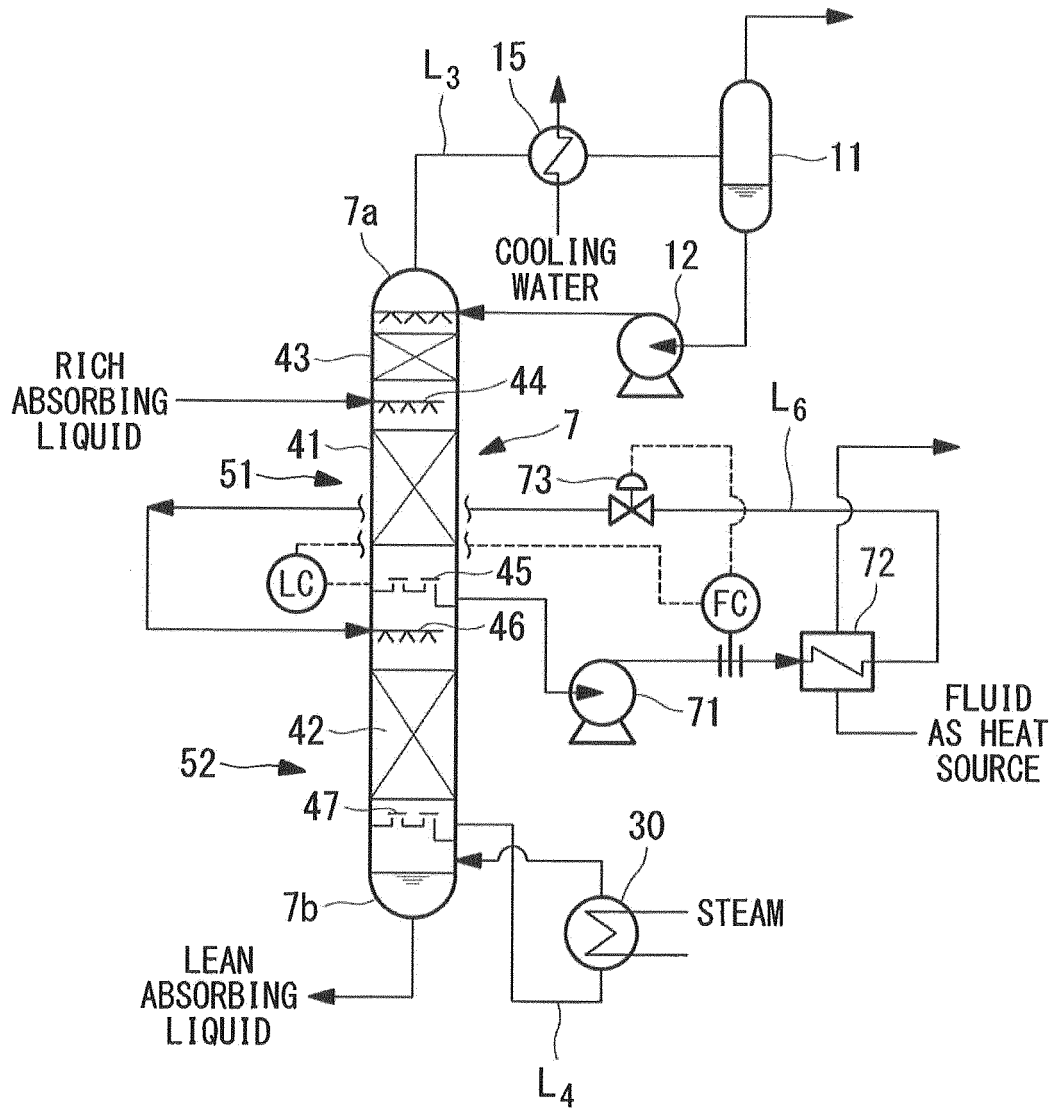 L3
15
11
7a
COOLING
WATER
12
43
RICH
ABSORBING
LIQUID
44
7
L6
41
51
73
LC
45
FC
72
46
71
FLUID
AS HEAT
SOURCE
42
52
47
30
STEAM
7b
LEAN
ABSORBING
LIQUID
L4